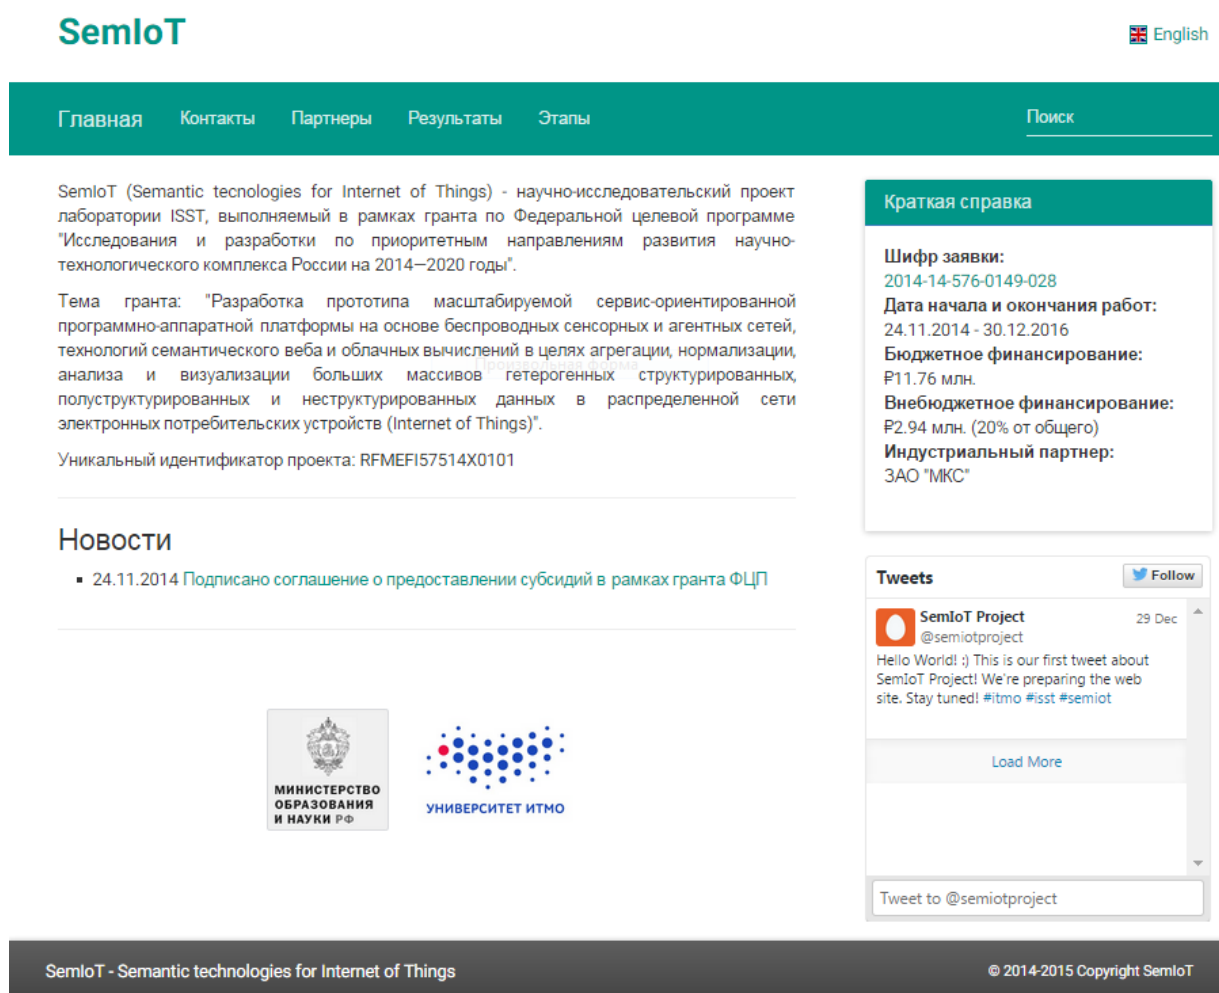 SemIoT
English
Главная Контакты Партнеры Результаты Этапы Поиск
SemIoT (Semantic tecnologies for Internet of Things) - научно-исследовательский проект
лаборатории ISST, выполняемый в рамках гранта по Федеральной целевой программе
"Исследования и разработки по приоритетным направлениям развития научно-
технологического комплекса России на 2014—2020 годы".
Тема гранта: "Разработка прототипа масштабируемой сервис-ориентированной
программно-аппаратной платформы на основе беспроводных сенсорных и агентных сетей,
технологий семантического веба и облачных вычислений в целях агрегации, нормализации,
Произвольная форма
анализа и визуализации больших массивов гетерогенных структурированных,
полуструктурированных и неструктурированных данных в распределенной сети
электронных потребительских устройств (Internet of Things)".
Уникальный идентификатор проекта: RFMEFI57514X0101
Новости
24.11.2014 Подписано соглашение о предоставлении субсидий в рамках гранта ФЦП
МИНИСТЕРСТВО
ОБРАЗОВАНИЯ
И НАУКИ РФ
УНИВЕРСИТЕТ ИТМО
Краткая справка
Шифр заявки:
2014-14-576-0149-028
Дата начала и окончания работ:
24.11.2014 - 30.12.2016
Бюджетное финансирование:
₽11.76 млн.
Внебюджетное финансирование:
₽2.94 млн. (20% от общего)
Индустриальный партнер:
ЗАО "МКС"
Tweets Follow
SemIoT Project 29 Dec
@semiotproject
Hello World! :) This is our first tweet about
SemIoT Project! We're preparing the web
site. Stay tuned! #itmo #isst #semiot
Load More
Tweet to @semiotproject
SemIoT - Semantic technologies for Internet of Things
© 2014-2015 Copyright SemIoT